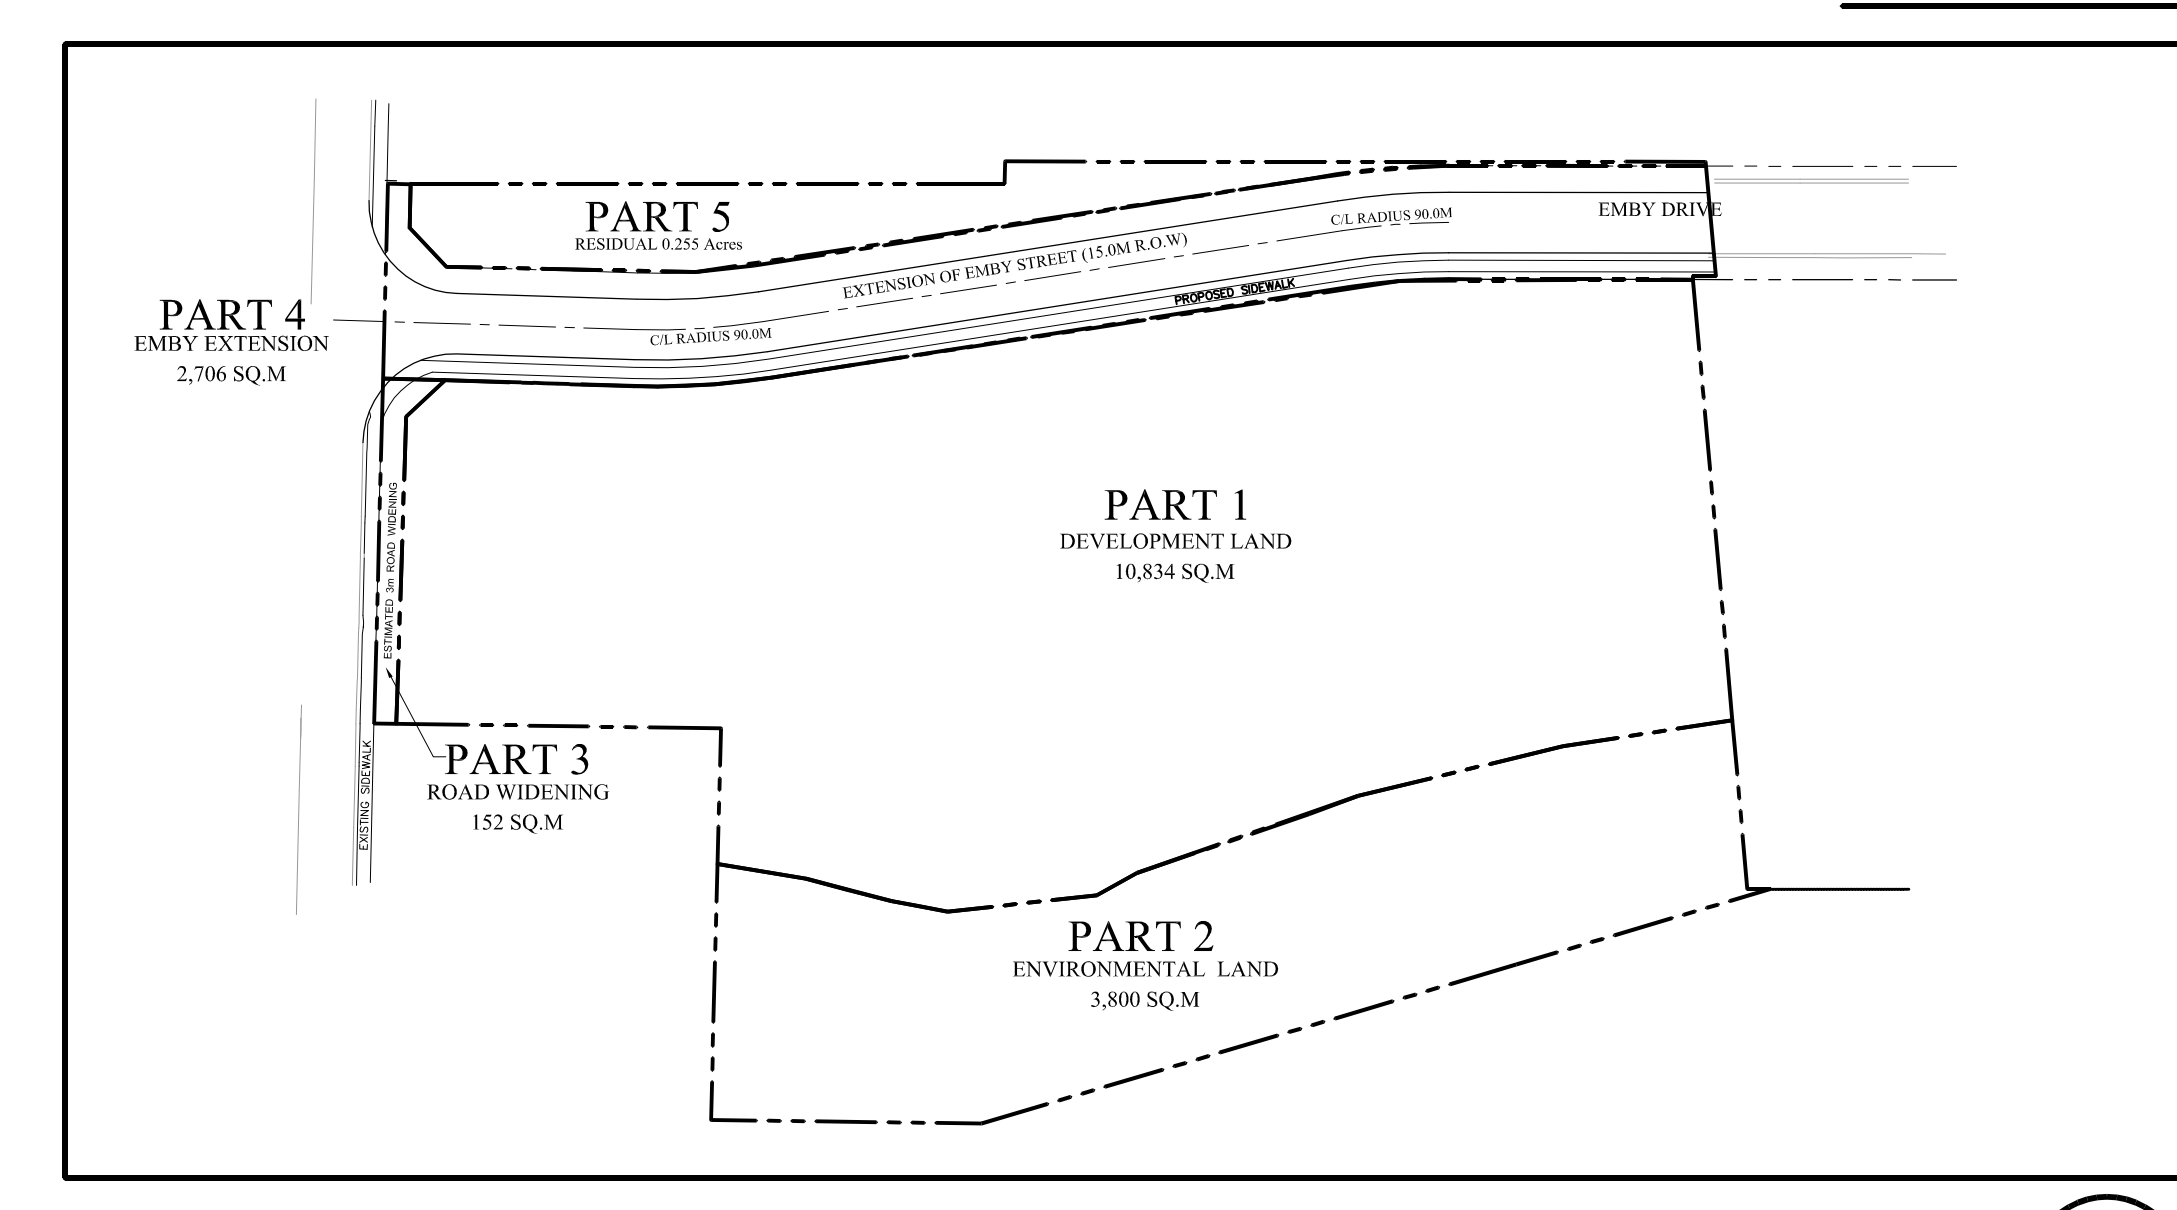 PART 5
RESIDUAL 0.255 Acres
EMBY DRIVE
C/L RADIUS 90.0M
EXTENSION OF EMBY STREET (15.0M R.O.W)
PROPOSED SIDEWALK
PART 4
EMBY EXTENSION
2,706 SQ.M
C/L RADIUS 90.0M
PART 1
DEVELOPMENT LAND
10,834 SQ.M
ESTIMATED 3m ROAD WIDENING
PART 3
ROAD WIDENING
152 SQ.M
EXISTING SIDEWALK
PART 2
ENVIRONMENTAL LAND
3,800 SQ.M